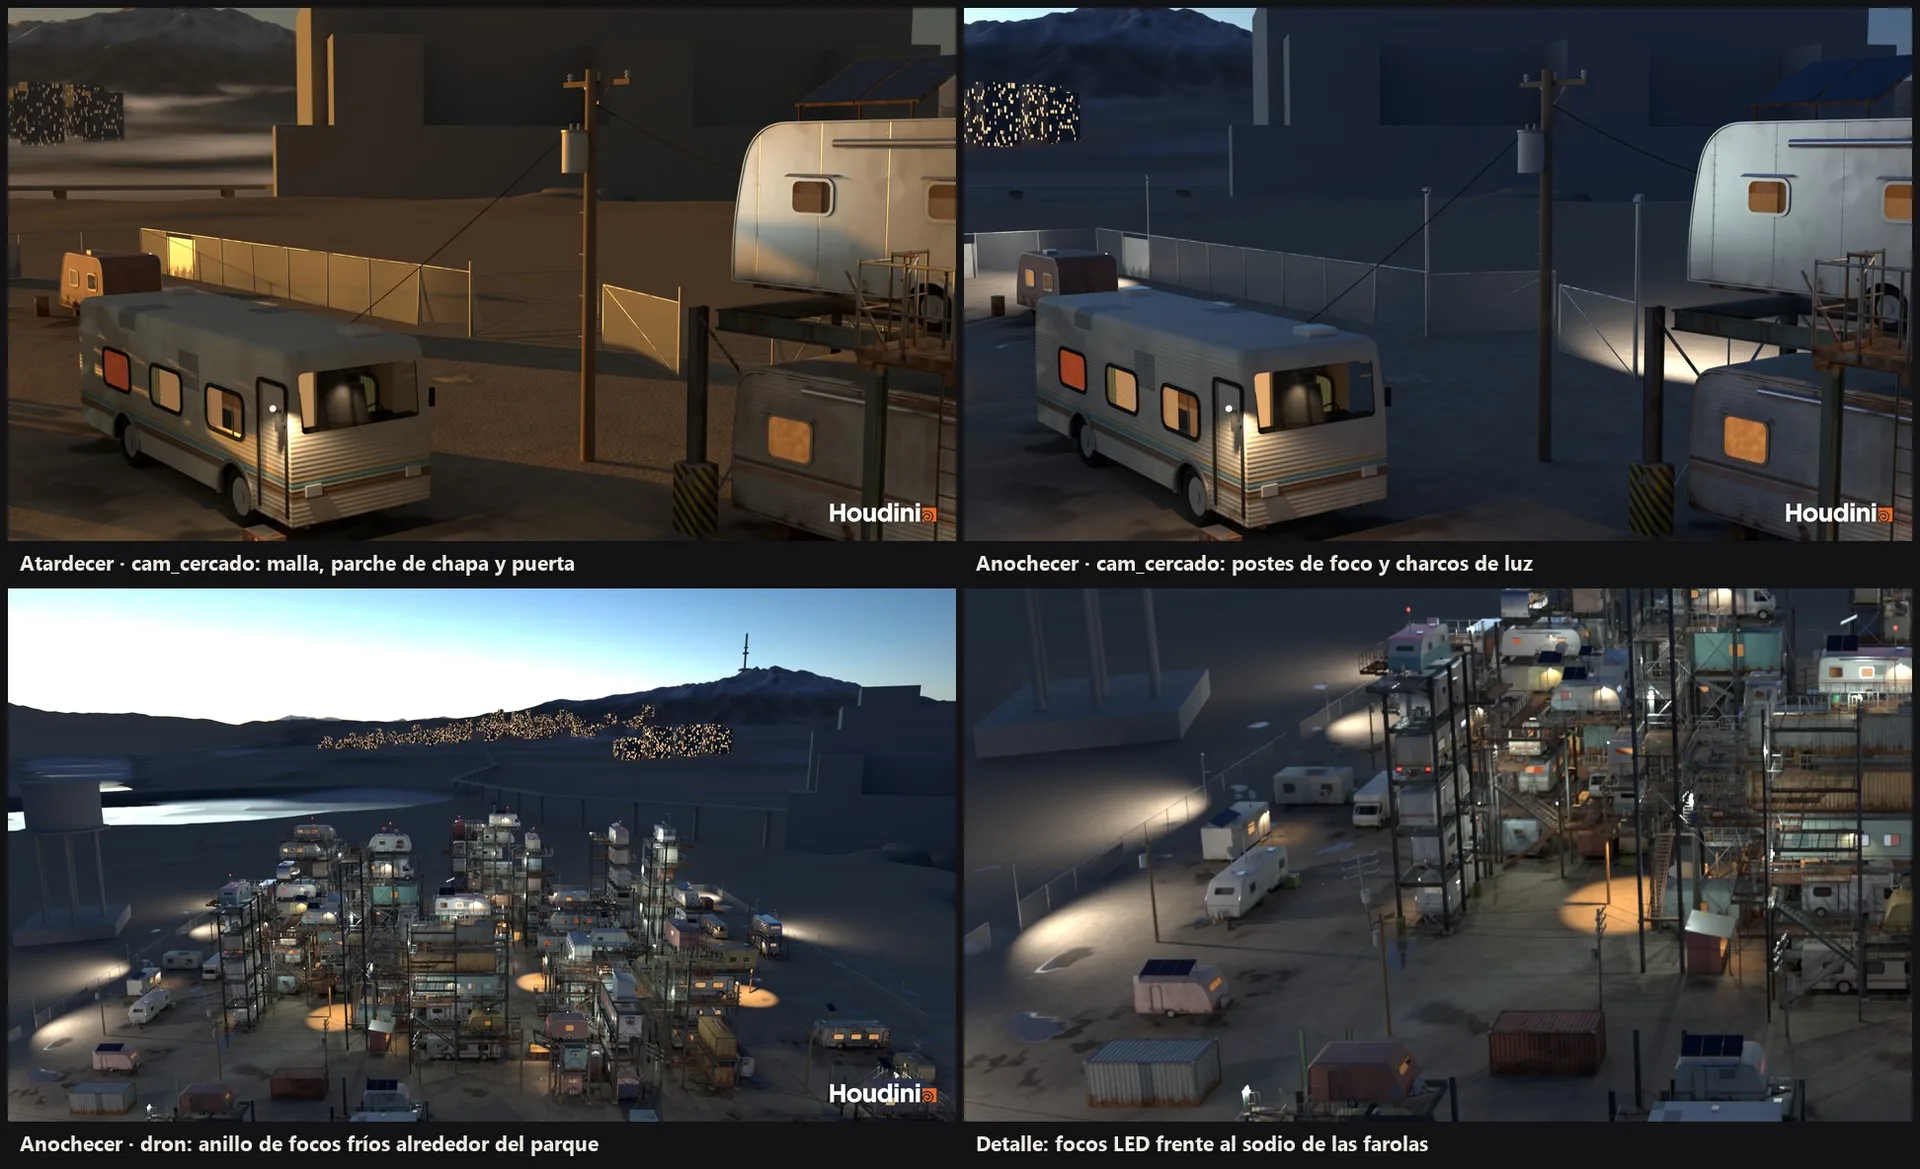 Houdini
Houdini
Atardecer · cam_cercado: malla, parche de chapa y puerta
Anochecer · cam_cercado: postes de foco y charcos de luz
Houdini
Anochecer · dron: anillo de focos fríos alrededor del parque
Detalle: focos LED frente al sodio de las farolas